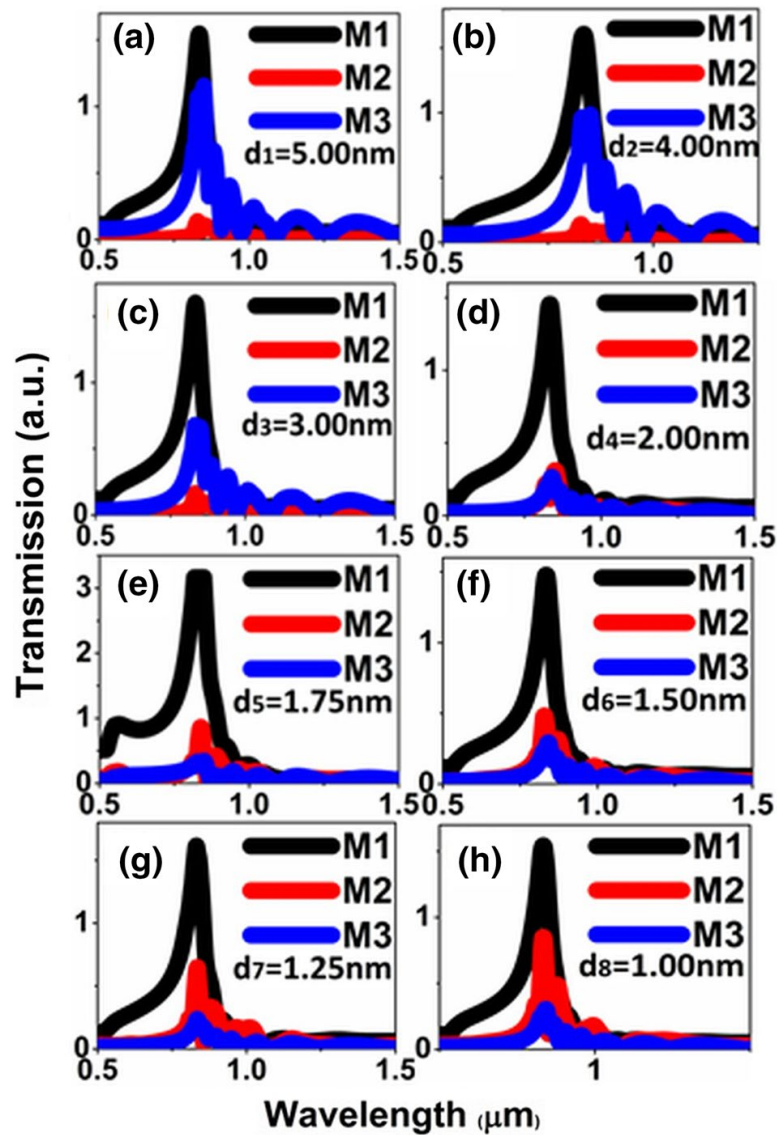 (a)
M1
M2
M3
d1=5.00nm
1
0
0.5
1.0
1.5
(b)
M1
M2
M3
d2=4.00nm
1
0
0.5
1.0
(c)
M1
M2
M3
d3=3.00nm
1
0
0.5
1.0
1.5
(d)
M1
M2
M3
d4=2.00nm
1
0
0.5
1.0
1.5
Transmission (a.u.)
(e)
M1
M2
M3
d5=1.75nm
3
2
1
0
0.5
1.0
1.5
(f)
M1
M2
M3
d6=1.50nm
1
0
0.5
1.0
1.5
(g)
M1
M2
M3
d7=1.25nm
1
0
0.5
1.0
1.5
(h)
M1
M2
M3
d8=1.00nm
1
0
0.5
1
Wavelength (μm)